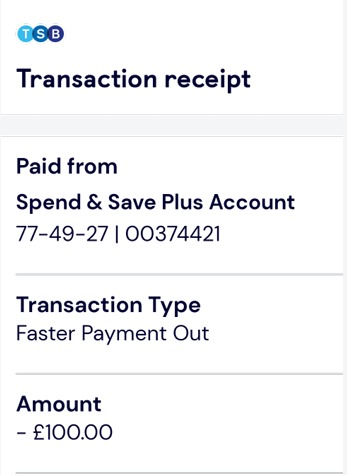 TSB
Transaction receipt
Paid from
Spend & Save Plus Account
77-49-27 | 00374421
Transaction Type
Faster Payment Out
Amount
- £100.00